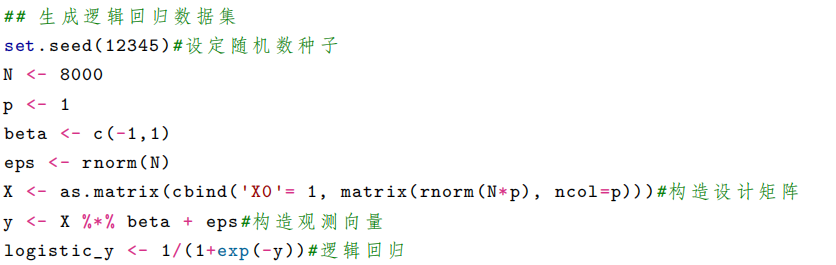 ## 生成逻辑回归数据集
set.seed(12345)#设定随机数种子
N <- 8000
p <- 1
beta <- c(-1,1)
eps <- rnorm(N)
X <- as.matrix(cbind('X0'= 1, matrix(rnorm(N*p), ncol=p)))#构造设计矩阵
y <- X %*% beta + eps#构造观测向量
logistic_y <- 1/(1+exp(-y))#逻辑回归